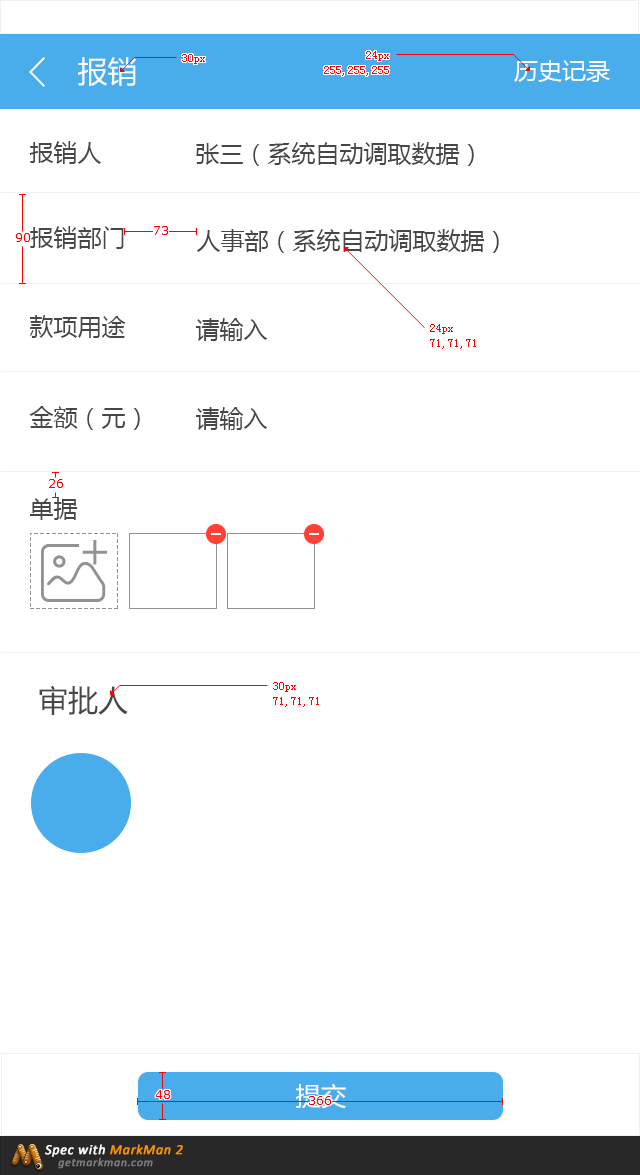 报销
30px
24px
255,255,255
历史记录
报销人
张三（系统自动调取数据）
90
报销部门
73
人事部（系统自动调取数据）
24px
71,71,71
款项用途
请输入
金额（元）
请输入
26
单据
审批人
30px
71,71,71
48
提交
366
Spec with MarkMan 2
getmarkman.com